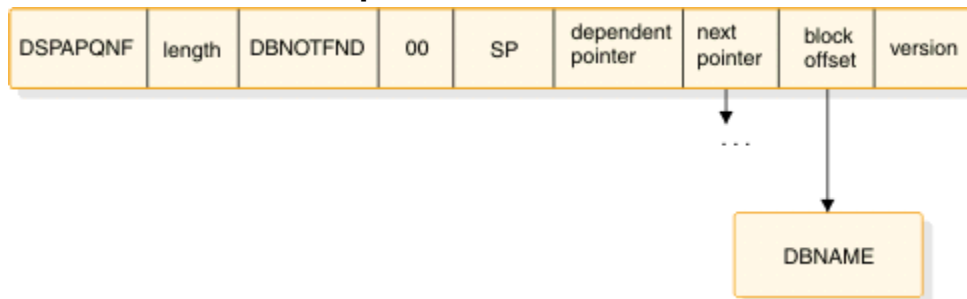 DSPAPQNF length DBNOTFND 00 SP dependent pointer next pointer block offset version
. . .
DBNAME